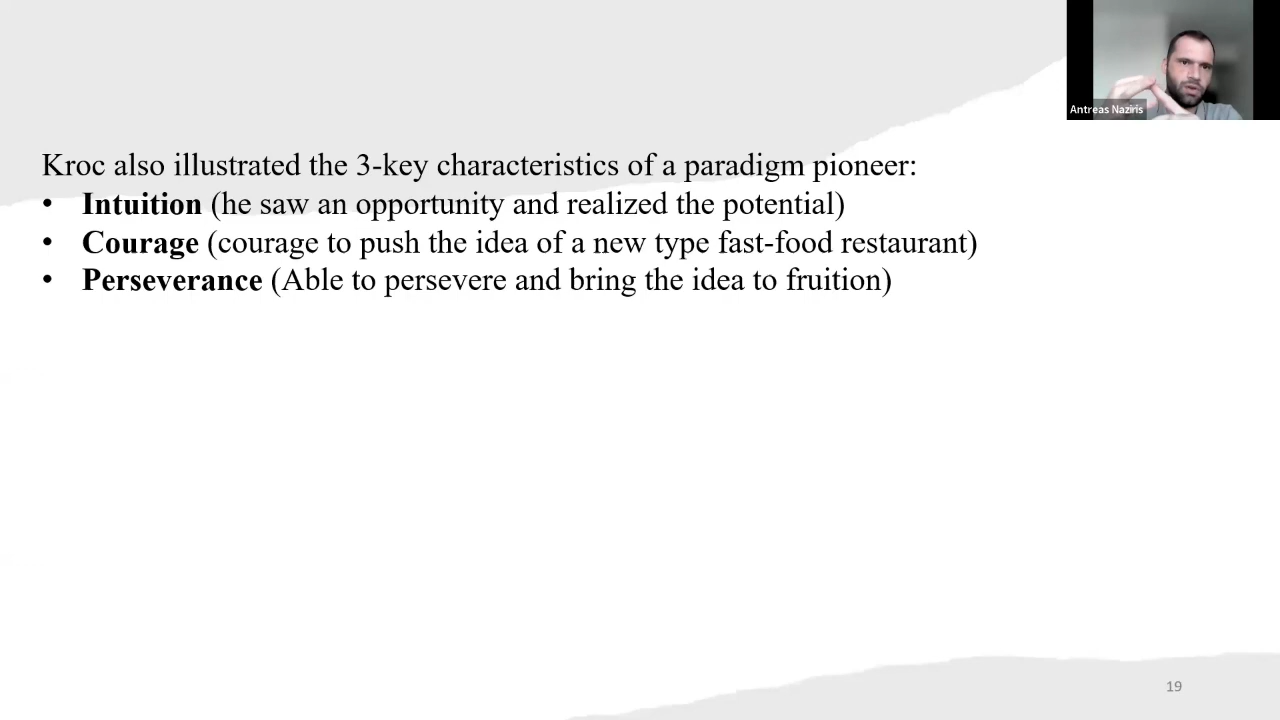 Antreas Naziris
Kroc also illustrated the 3-key characteristics of a paradigm pioneer:
• Intuition (he saw an opportunity and realized the potential)
• Courage (courage to push the idea of a new type fast-food restaurant)
• Perseverance (Able to persevere and bring the idea to fruition)
19